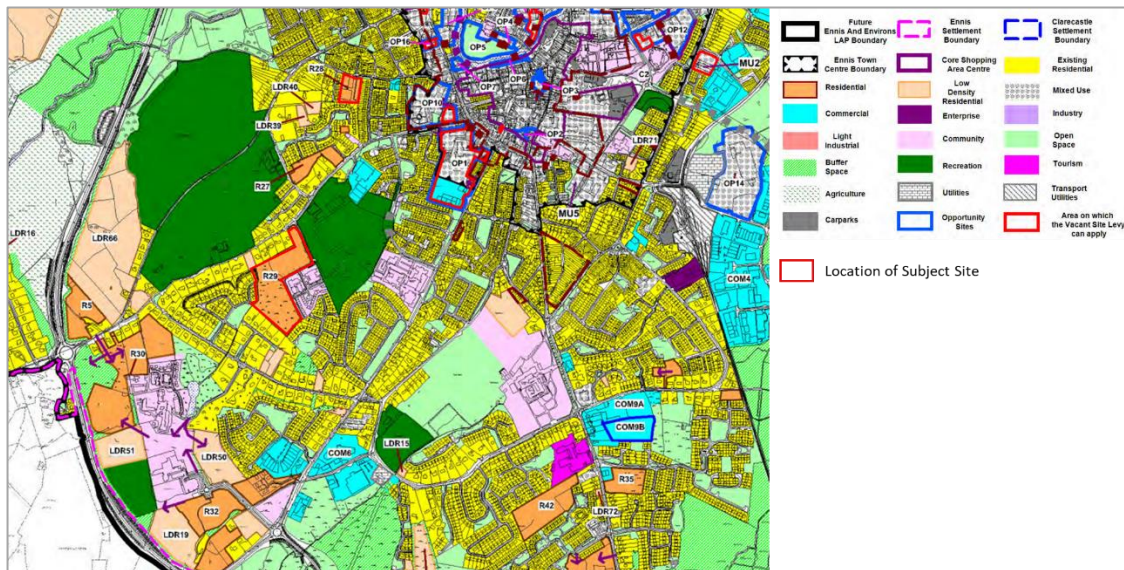 OP4
OP16
OP5
OP12
R28
MU2
LDR40
C2
OP6
OP10
OP7
OP3
LDR39
OP2
LDR71
OP1
R27
OP14
MU5
LDR16
LDR66
R29
COM4
R5
R30
COM9A
COM9B
LDR15
LDR51
LDR50
COM6
R35
R32
R42
LDR72
LDR19
Future
Ennis And Environs
LAP Boundary
Ennis
Settlement
Boundary
Clarecastle
Settlement
Boundary
Ennis Town
Centre Boundary
Core Shopping
Area Centre
Existing
Residential
Residential
Low
Density
Residential
Mixed Use
Commercial
Enterprise
Industry
Light
Industrial
Community
Open
Space
Buffer
Space
Recreation
Tourism
Agriculture
Utilities
Transport
Utilities
Carparks
Opportunity
Sites
Area on which
the Vacant Site Levy
can apply
Location of Subject Site